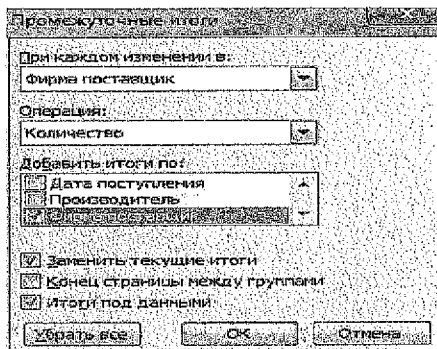 Промежуточные итоги
При каждом изменении в:
Фирма поставщик
Операция:
Количество
Добавить итоги по:
Дата поступления
Производитель
Заменить текущие итоги
Конец страницы между группами
Итоги под данными
Убрать все
ОК
Отмена